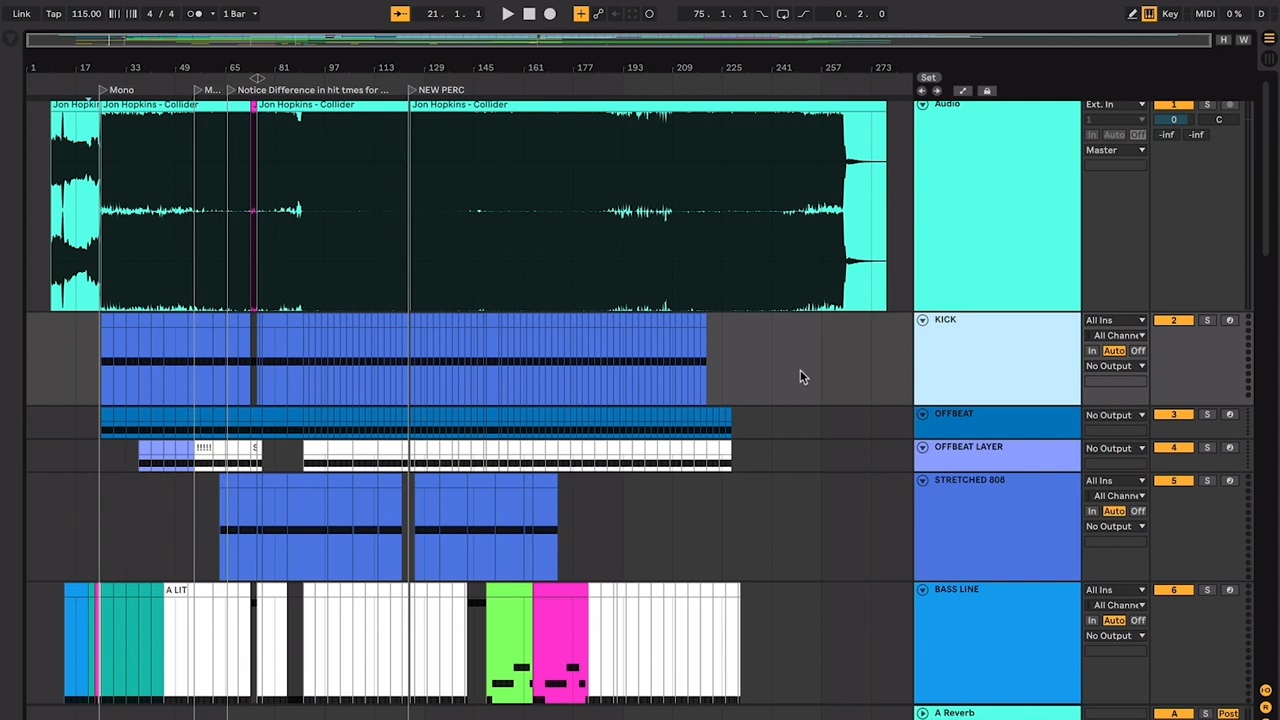 Link Tap 115.00 4 / 4 1 Bar 21. 1. 1 75. 1. 1 0. 2. 0 Key MIDI 0 % D
H W
1 17 33 49 65 81 97 113 129 145 161 177 193 209 225 241 257 273
Set
Mono M... Notice Difference in hit tmes for ... NEW PERC
Jon Hopkin Jon Hopkins - Collider Jon Hopkins - Collider Jon Hopkins - Collider
Audio Ext. In 1 S
1 0 C
In Auto Off -inf -inf
Master
KICK All Ins 2 S
All Channe
In Auto Off
No Output
OFFBEAT No Output 3 S
!!!!! S OFFBEAT LAYER No Output 4 S
STRETCHED 808 All Ins 5 S
All Channe
In Auto Off
No Output
A LIT BASS LINE All Ins 6 S
All Channe
In Auto Off
No Output
A Reverb A S Post